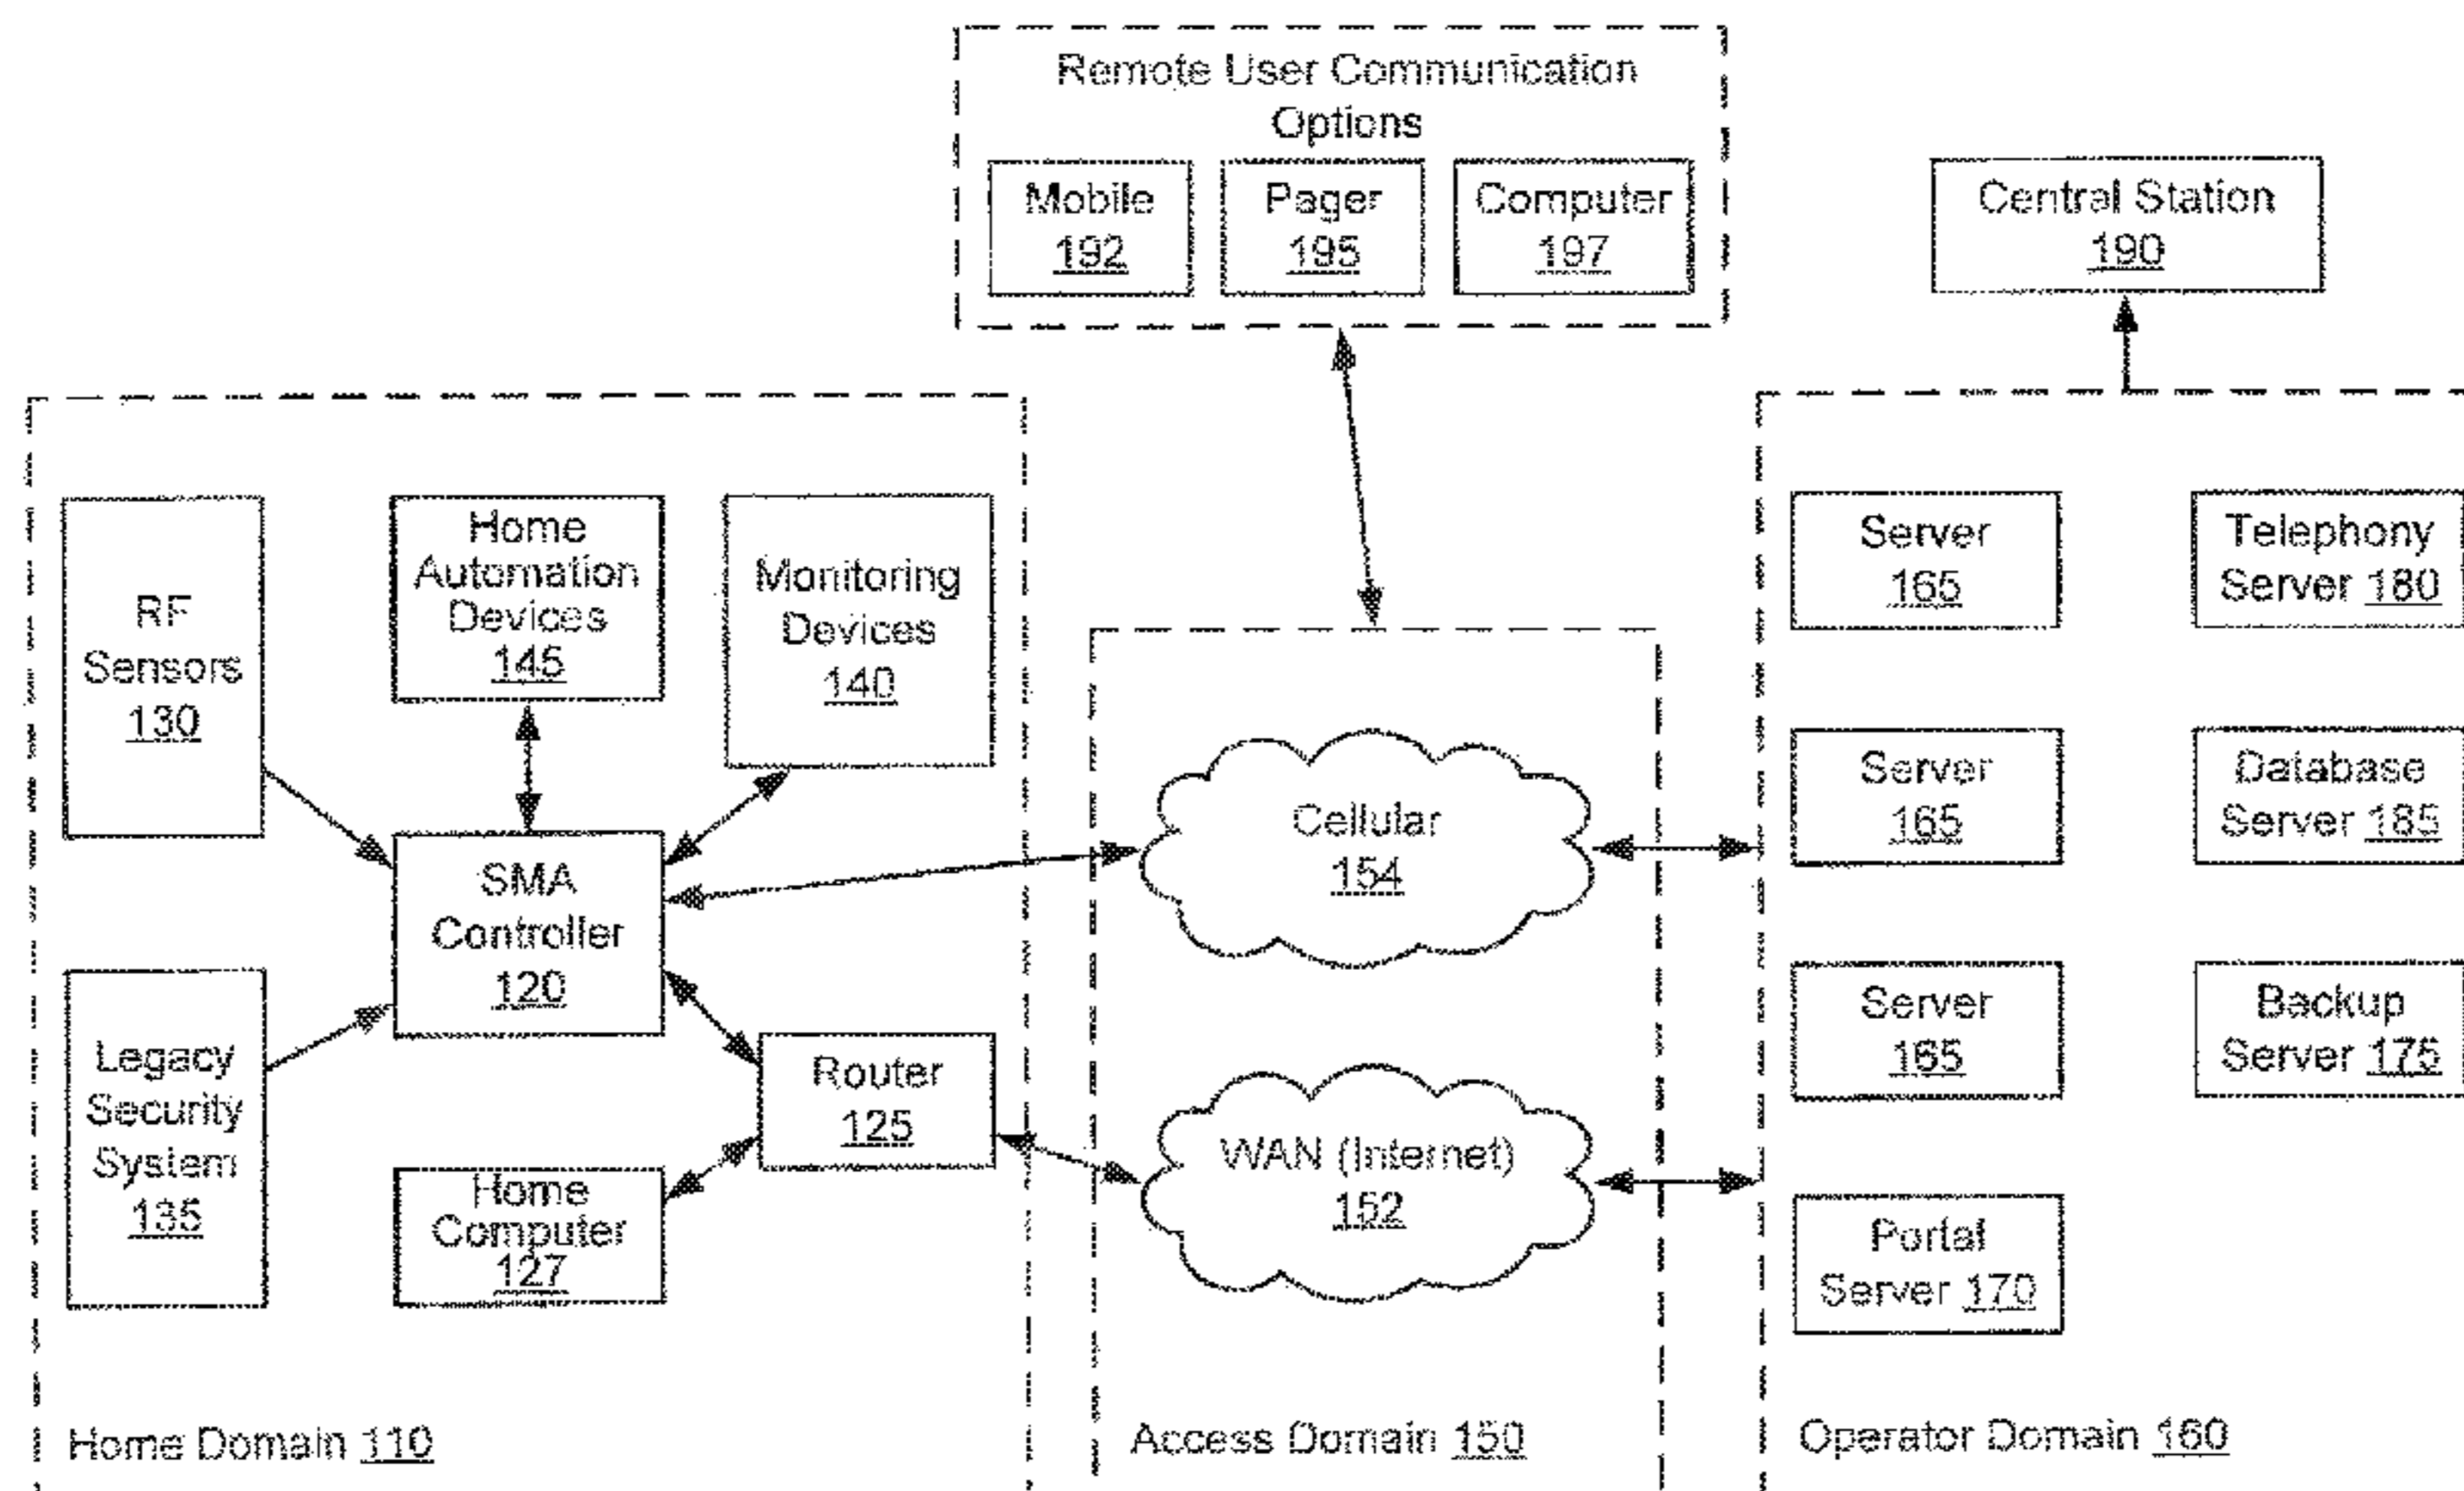 Remote User Communication
Options
Mobile
192
Pager
195
Computer
197
Central Station
190
RF
Sensors
130
Home
Automation
Devices
145
Monitoring
Devices
140
SMA
Controller
120
Legacy
Security
System
135
Router
125
Home
Computer
127
Home Domain 110
Cellular
154
WAN (Internet)
152
Access Domain 150
Server
165
Telephony
Server 180
Server
165
Database
Server 185
Server
165
Backup
Server 175
Portal
Server 170
Operator Domain 160